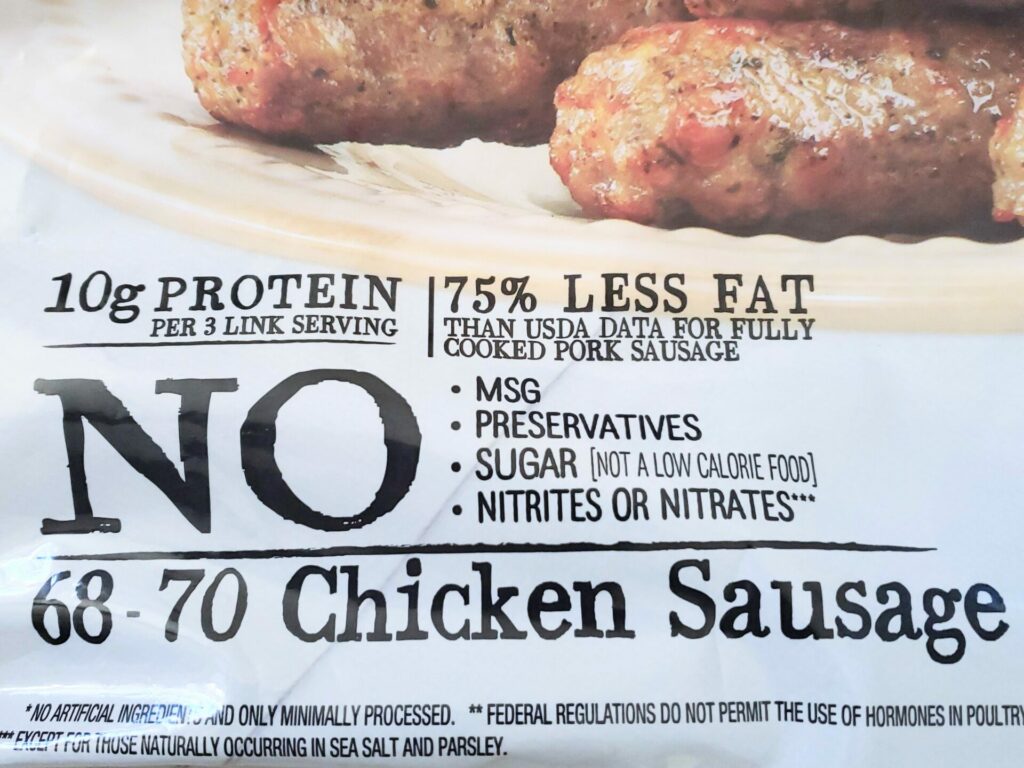 10g PROTEIN
PER 3 LINK SERVING
75% LESS FAT
THAN USDA DATA FOR FULLY
COOKED PORK SAUSAGE
NO
• MSG
• PRESERVATIVES
• SUGAR [NOT A LOW CALORIE FOOD]
• NITRITES OR NITRATES***
68-70 Chicken Sausage
*NO ARTIFICIAL INGREDIENTS AND ONLY MINIMALLY PROCESSED. ** FEDERAL REGULATIONS DO NOT PERMIT THE USE OF HORMONES IN POULTRY
***EXCEPT FOR THOSE NATURALLY OCCURRING IN SEA SALT AND PARSLEY.